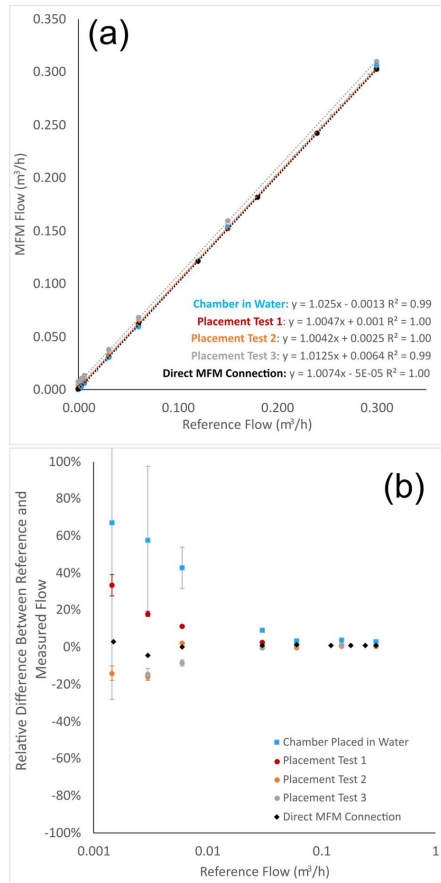 (a)
0.350
0.300
0.250
0.200
0.150
0.100
0.050
0.000
MFM Flow (m³/h)
Chamber in Water: y = 1.025x - 0.0013 R² = 0.99
Placement Test 1: y = 1.0047x + 0.001 R² = 1.00
Placement Test 2: y = 1.0042x + 0.0025 R² = 1.00
Placement Test 3: y = 1.0125x + 0.0064 R² = 0.99
Direct MFM Connection: y = 1.0074x - 5E-05 R² = 1.00
0.000 0.100 0.200 0.300
Reference Flow (m³/h)
(b)
100%
80%
60%
40%
20%
0%
-20%
-40%
-60%
-80%
-100%
Relative Difference Between Reference and
Measured Flow
Chamber Placed in Water
Placement Test 1
Placement Test 2
Placement Test 3
Direct MFM Connection
0.001 0.01 0.1 1
Reference Flow (m³/h)